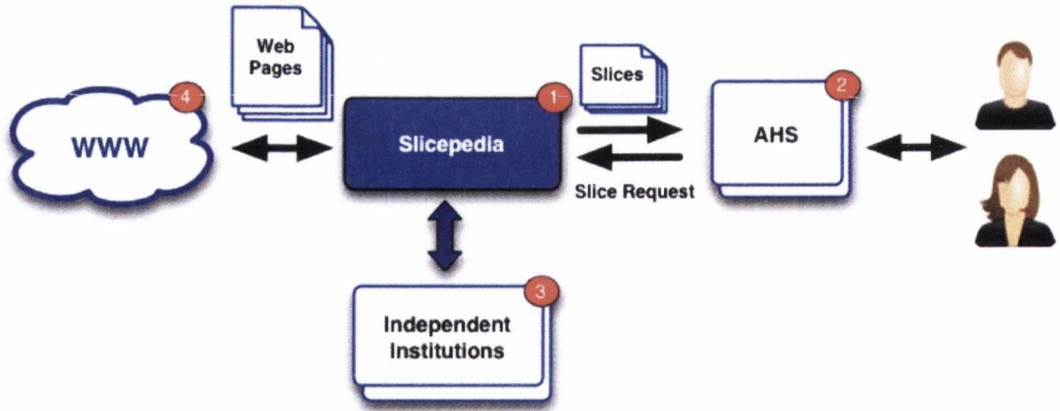 Web
Pages
4
WWW
1
Slicepedia
Slices
Slice Request
2
AHS
3
Independent
Institutions